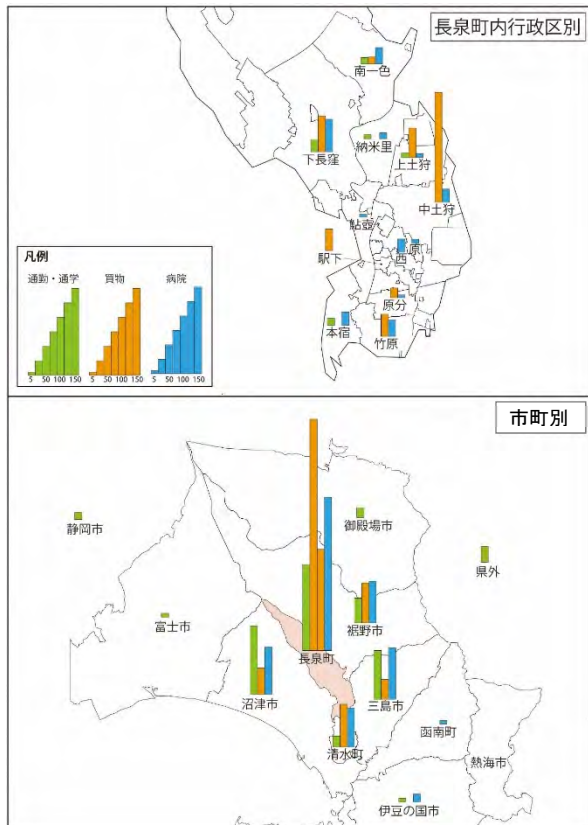 長泉町内行政区別
南一色
下長窪
納米里
上土狩
中土狩
鮎壺
駅下
原
西
原分
本宿
竹原
凡例
通勤・通学 買物 病院
5 50 100 150 5 50 100 150 5 50 100 150
市町別
静岡市
御殿場市
県外
富士市
裾野市
長泉町
沼津市
三島市
函南町
清水町
熱海市
伊豆の国市